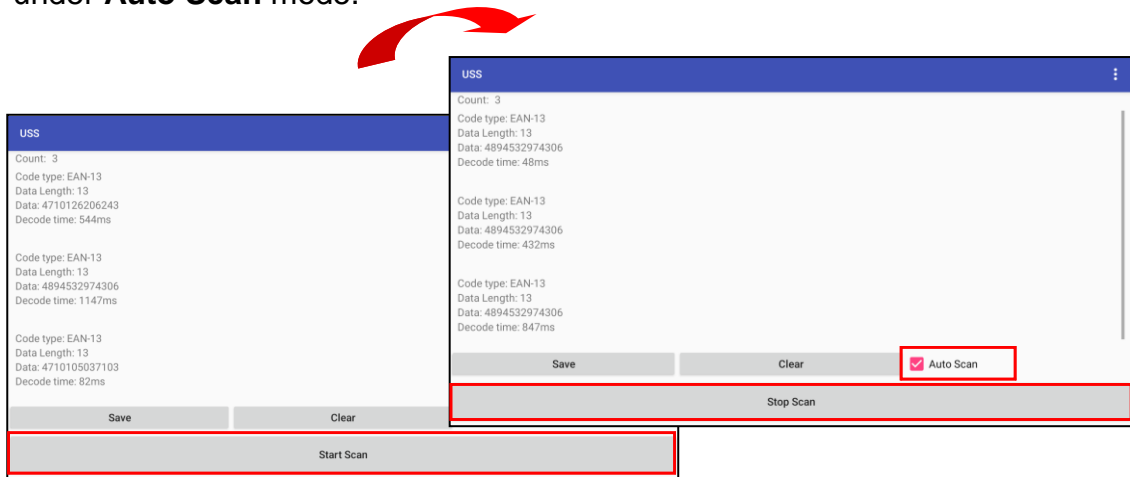 under Auto Scan mode.
USS
Count: 3
Code type: EAN-13
Data Length: 13
Data: 4710126206243
Decode time: 544ms
Code type: EAN-13
Data Length: 13
Data: 4894532974306
Decode time: 1147ms
Code type: EAN-13
Data Length: 13
Data: 4710105037103
Decode time: 82ms
Save
Clear
Start Scan
USS
Count: 3
Code type: EAN-13
Data Length: 13
Data: 4894532974306
Decode time: 48ms
Code type: EAN-13
Data Length: 13
Data: 4894532974306
Decode time: 432ms
Code type: EAN-13
Data Length: 13
Data: 4894532974306
Decode time: 847ms
Save
Clear
Auto Scan
Stop Scan